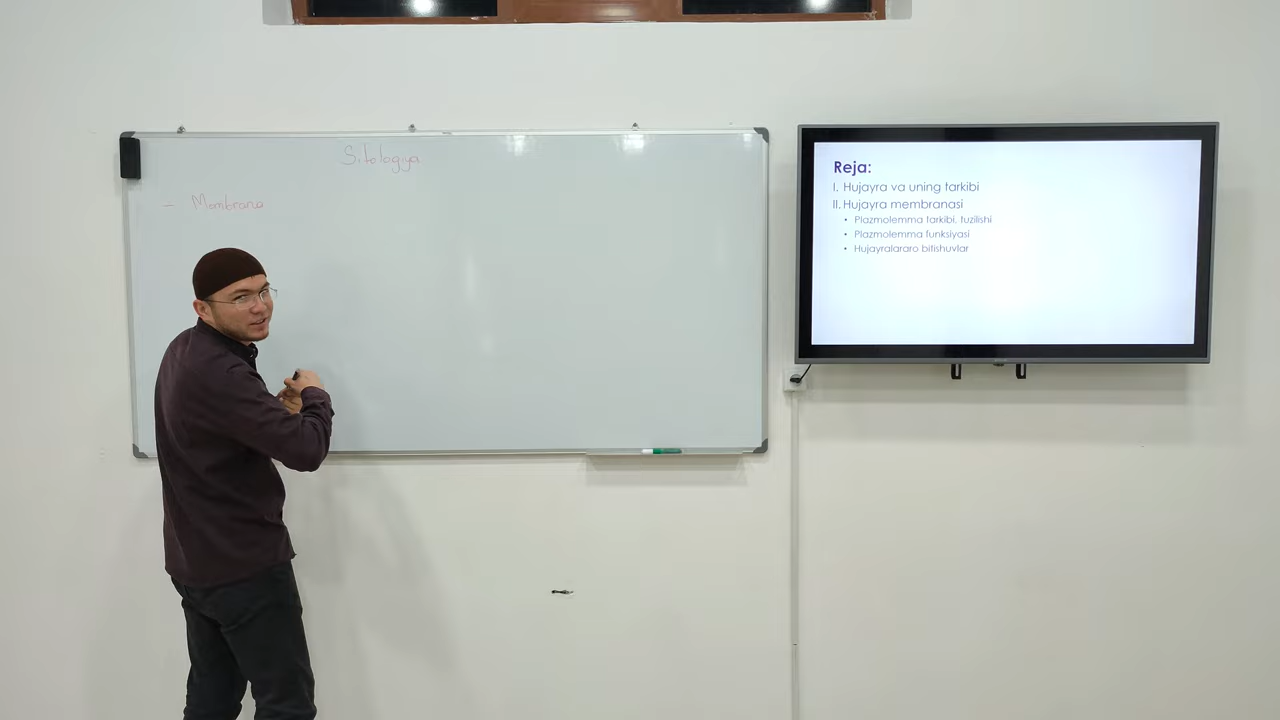 Sitologiya
- Membrana
Reja:
I. Hujayra va uning tarkibi
II. Hujayra membranasi
• Plazmolemma tarkibi, tuzilishi
• Plazmolemma funksiyasi
• Hujayralararo bitishuvlar